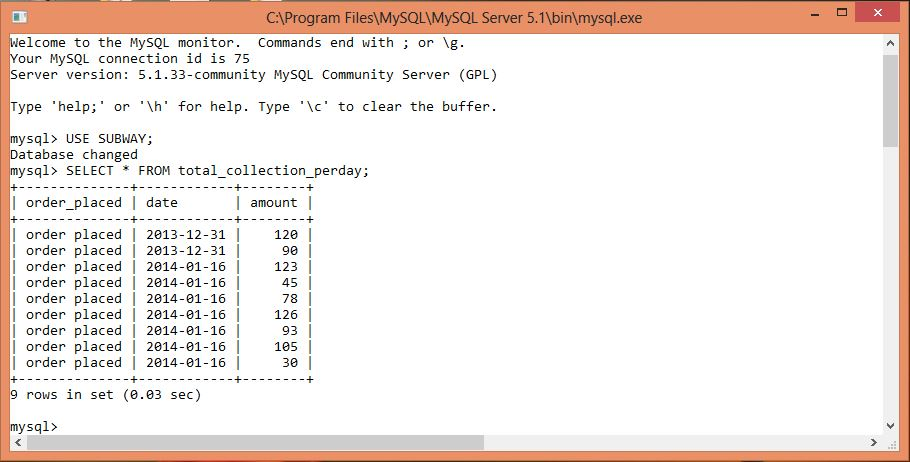 C:\Program Files\MySQL\MySQL Server 5.1\bin\mysql.exe
Welcome to the MySQL monitor.  Commands end with ; or \g.
Your MySQL connection id is 75
Server version: 5.1.33-community MySQL Community Server (GPL)

Type 'help;' or '\h' for help. Type '\c' to clear the buffer.

mysql> USE SUBWAY;
Database changed
mysql> SELECT * FROM total_collection_perday;
+--------------+------------+--------+
| order_placed | date       | amount |
+--------------+------------+--------+
| order placed | 2013-12-31 |    120 |
| order placed | 2013-12-31 |     90 |
| order placed | 2014-01-16 |    123 |
| order placed | 2014-01-16 |     45 |
| order placed | 2014-01-16 |     78 |
| order placed | 2014-01-16 |    126 |
| order placed | 2014-01-16 |     93 |
| order placed | 2014-01-16 |    105 |
| order placed | 2014-01-16 |     30 |
+--------------+------------+--------+
9 rows in set (0.03 sec)

mysql>